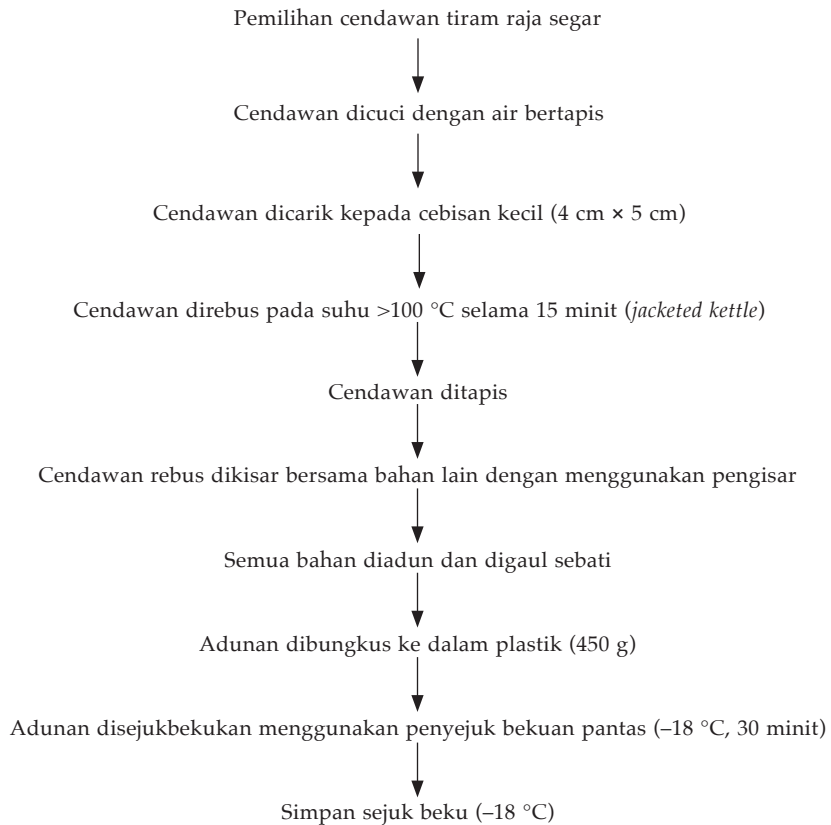 Pemilihan cendawan tiram raja segar
Cendawan dicuci dengan air bertapis
Cendawan dicarik kepada cebisan kecil (4 cm × 5 cm)
Cendawan direbus pada suhu >100 °C selama 15 minit (jacketed kettle)
Cendawan ditapis
Cendawan rebus dikisar bersama bahan lain dengan menggunakan pengisar
Semua bahan diadun dan digaul sebati
Adunan dibungkus ke dalam plastik (450 g)
Adunan disejukbekukan menggunakan penyejuk bekuan pantas (–18 °C, 30 minit)
Simpan sejuk beku (–18 °C)